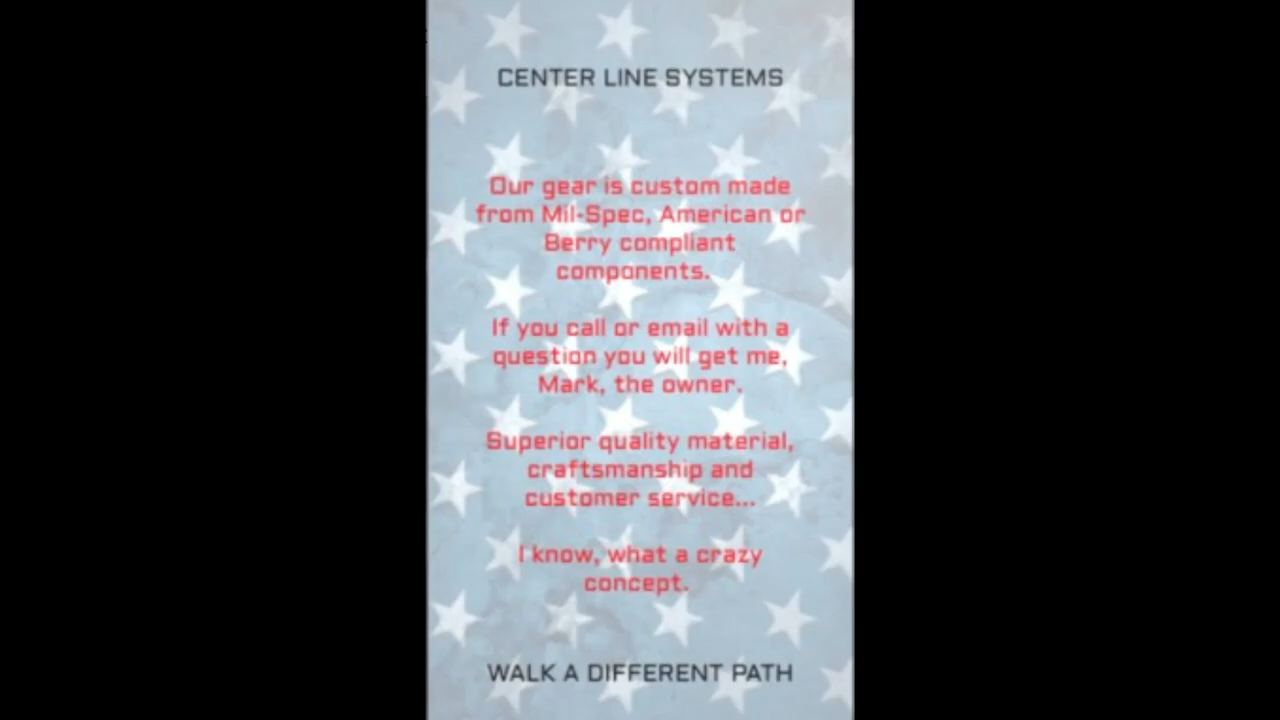 CENTER LINE SYSTEMS
Our gear is custom made
from Mil-Spec, American or
Berry compliant
components.
If you call or email with a
question you will get me,
Mark, the owner.
Superior quality material,
craftsmanship and
customer service...
I know, what a crazy
concept.
WALK A DIFFERENT PATH